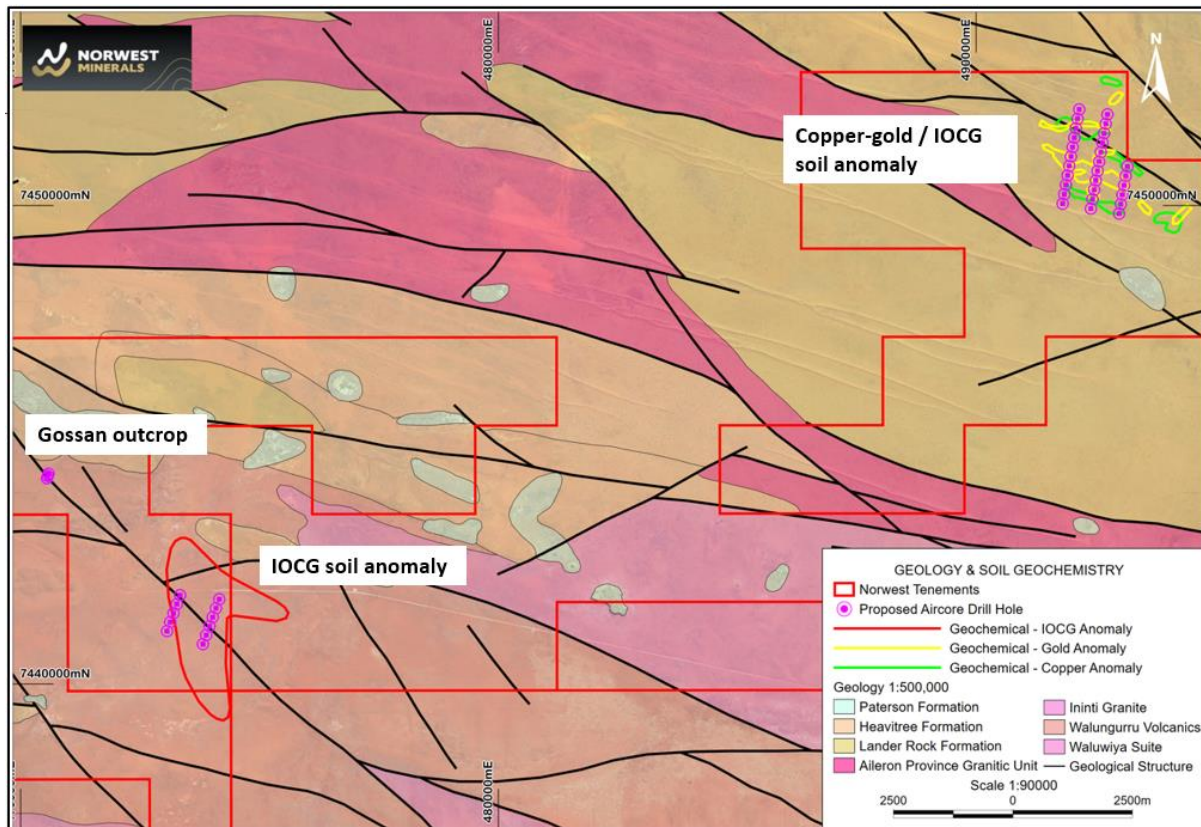 NORWEST
MINERALS
480000mE
490000mE
N
Copper-gold / IOCG
soil anomaly
7450000mN
7450000mN
Gossan outcrop
IOCG soil anomaly
7440000mN
480000mE
GEOLOGY & SOIL GEOCHEMISTRY
Norwest Tenements
Proposed Aircore Drill Hole
Geochemical - IOCG Anomaly
Geochemical - Gold Anomaly
Geochemical - Copper Anomaly
Geology 1:500,000
Paterson Formation
Heavitree Formation
Lander Rock Formation
Aileron Province Granitic Unit
Ininti Granite
Walungurru Volcanics
Waluwiya Suite
Geological Structure
Scale 1:90000
2500 0 2500m